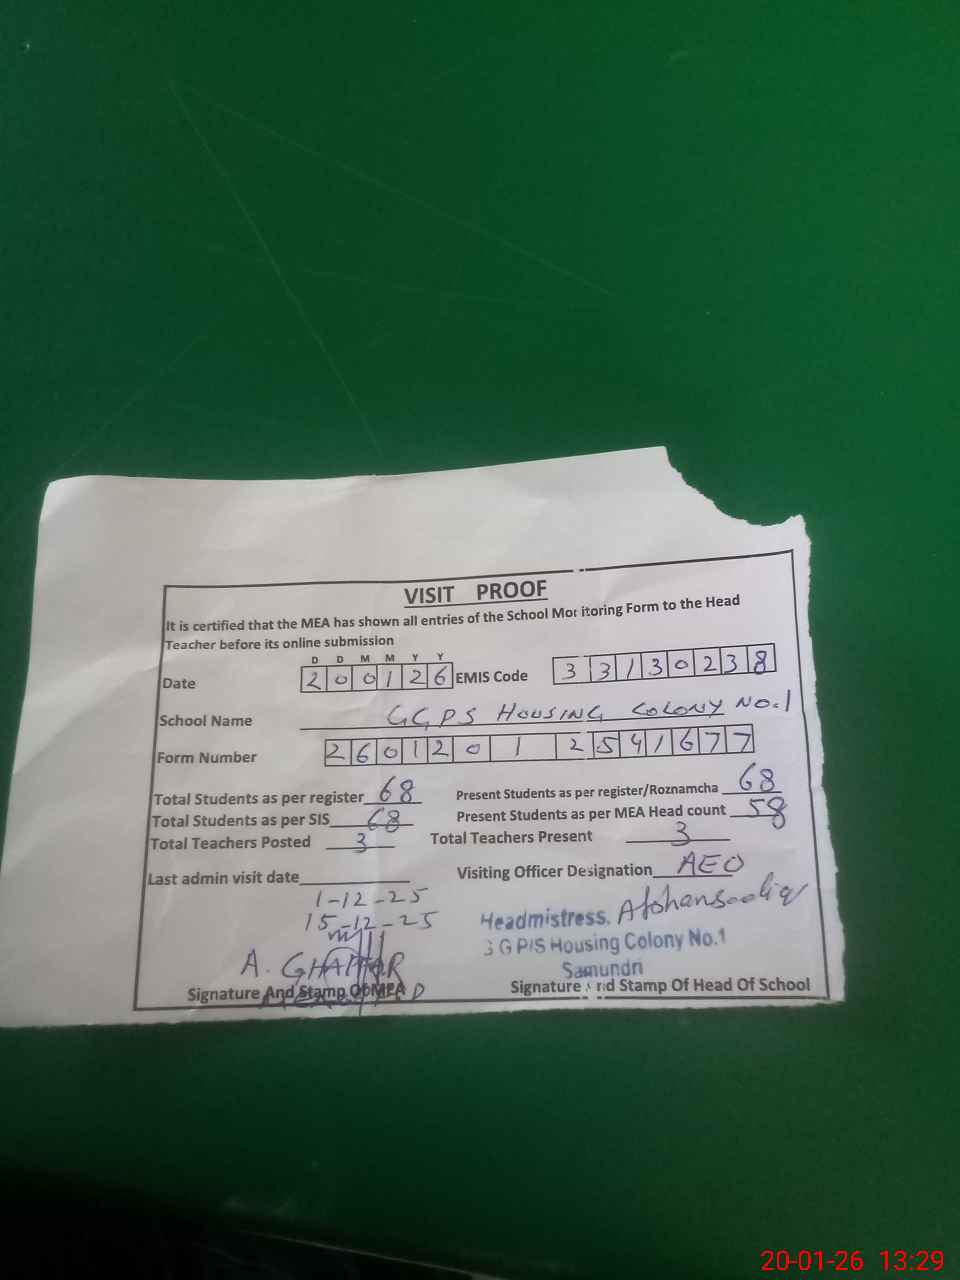 VISIT PROOF
It is certified that the MEA has shown all entries of the School Mor itoring Form to the Head
Teacher before its online submission
D D M M Y Y
Date 2 0 0 1 2 6 EMIS Code 3 3 1 3 0 2 3 8
School Name GGPS HOUSING COLONY NO.1
Form Number 2 6 0 1 2 0 1 2 5 4 1 6 7 7
Total Students as per register 68 Present Students as per register/Roznamcha 68
Total Students as per SIS 68 Present Students as per MEA Head count 58
Total Teachers Posted 3 Total Teachers Present 3
Last admin visit date Visiting Officer Designation AEO
1-12-25
15-12-25
Headmistress.
G G P/S Housing Colony No.1
Samundri
A. GHAFFAR
Signature And Stamp Of MEA Signature And Stamp Of Head Of School
20-01-26 13:29